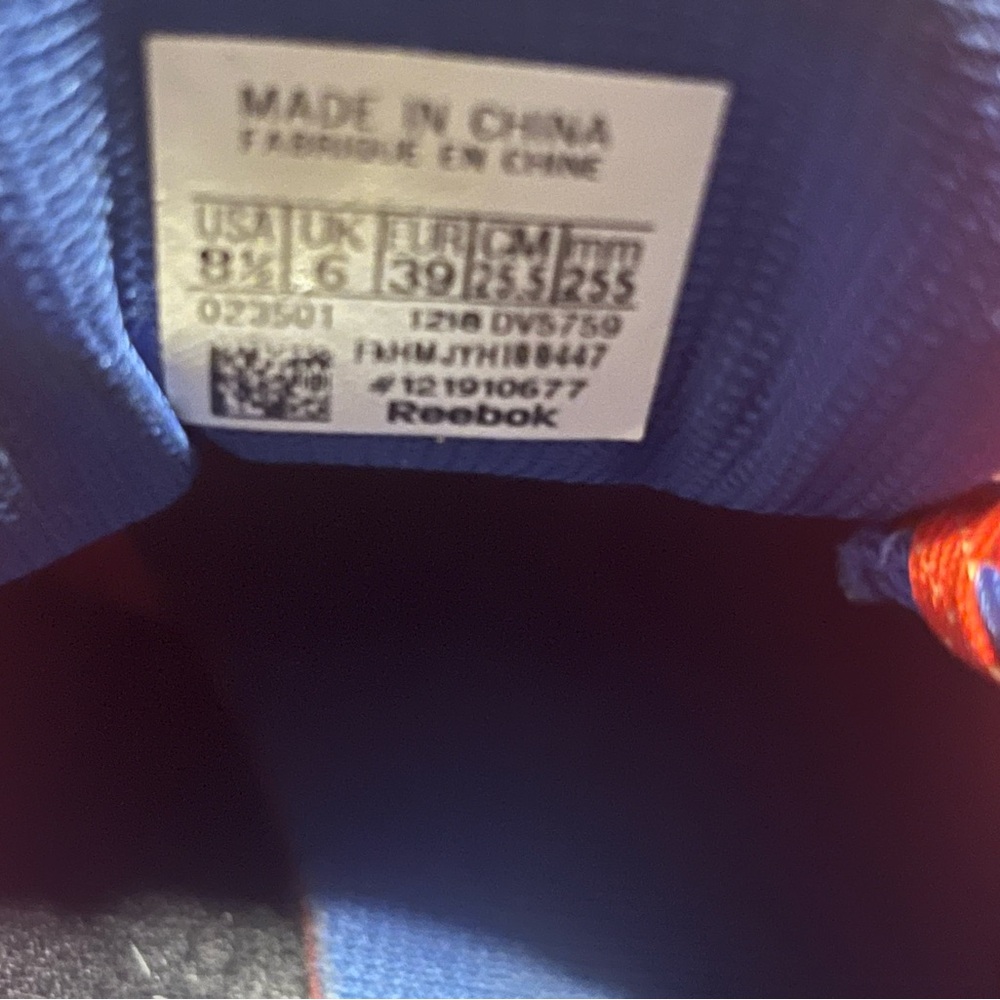 MADE IN CHINA
FABRIQUE EN CHINE
USA UK EUR CM mm
8½ 6 39 25.5 255
023501 1218 DV5759
#121910677
Reebok